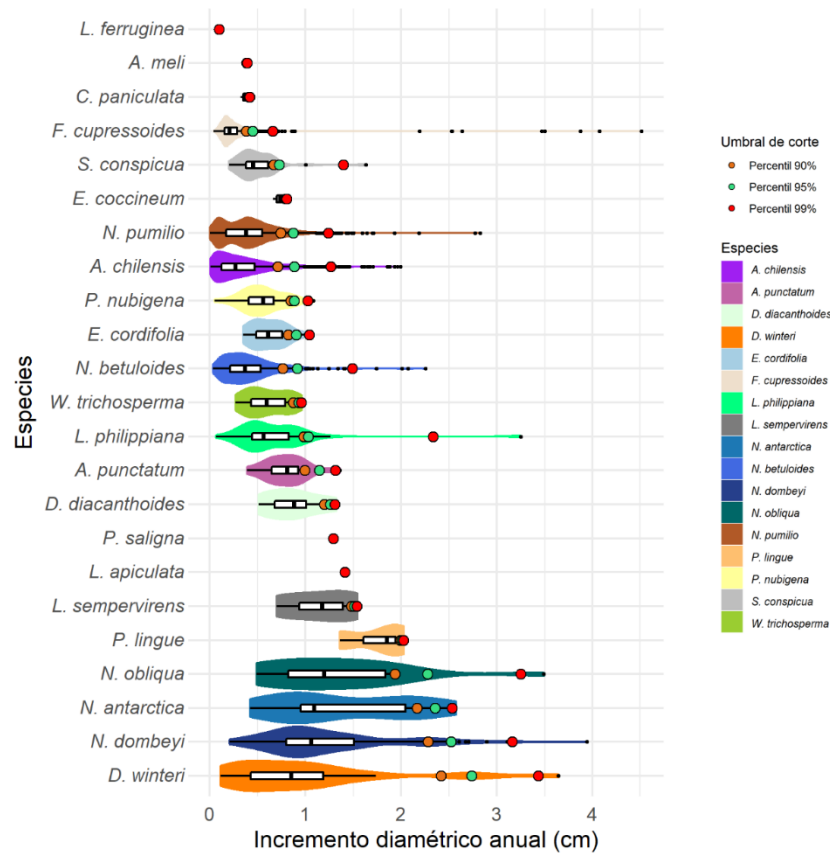 Especies
L. ferruginea
A. meli
C. paniculata
F. cupressoides
S. conspicua
E. coccineum
N. pumilio
A. chilensis
P. nubigena
E. cordifolia
N. betuloides
W. trichosperma
L. philippiana
A. punctatum
D. diacanthoides
P. saligna
L. apiculata
L. sempervirens
P. lingue
N. obliqua
N. antarctica
N. dombeyi
D. winteri
0 1 2 3 4
Incremento diamétrico anual (cm)
Umbral de corte
Percentil 90%
Percentil 95%
Percentil 99%
Especies
A. chilensis
A. punctatum
D. diacanthoides
D. winteri
E. cordifolia
F. cupressoides
L. philippiana
L. sempervirens
N. antarctica
N. betuloides
N. dombeyi
N. obliqua
N. pumilio
P. lingue
P. nubigena
S. conspicua
W. trichosperma